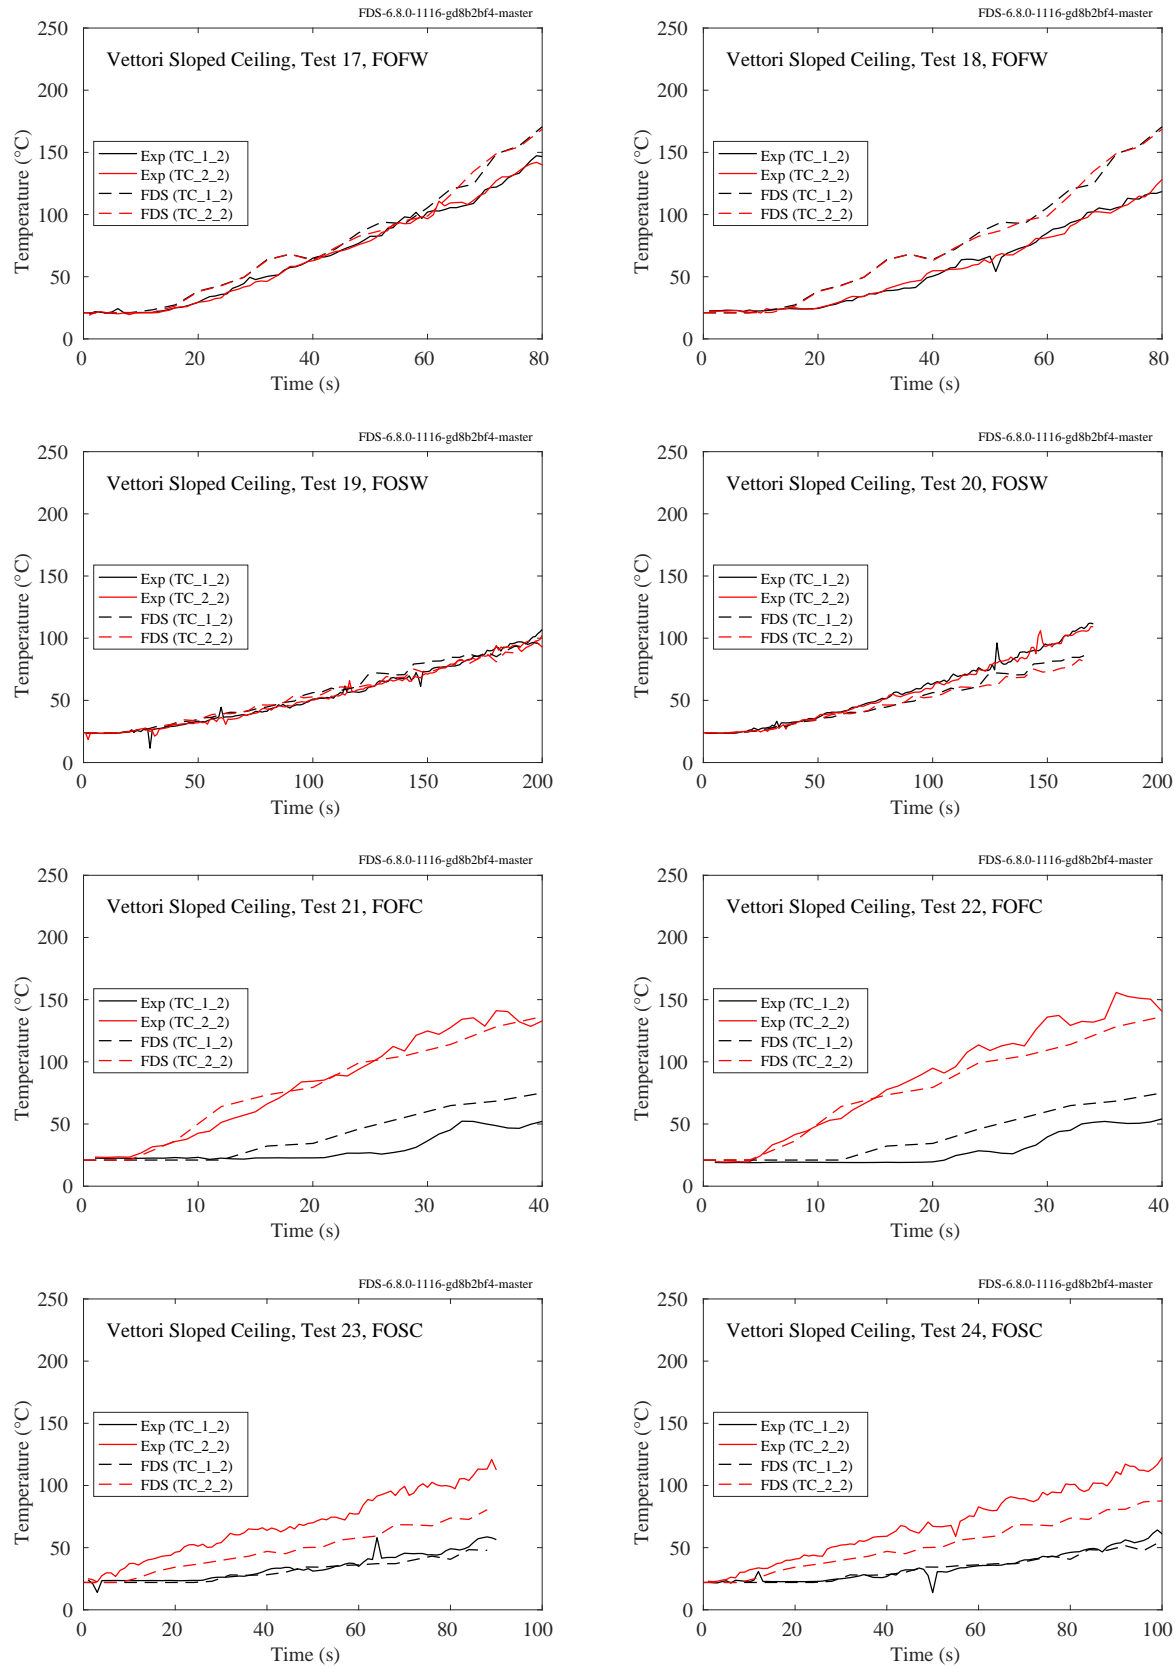 FDS-6.8.0-1116-gd8b2bf4-master
Vettori Sloped Ceiling, Test 17, FOFW
Exp (TC_1_2)
Exp (TC_2_2)
FDS (TC_1_2)
FDS (TC_2_2)
Temperature (°C)
250
200
150
100
50
0
0 20 40 60 80
Time (s)
FDS-6.8.0-1116-gd8b2bf4-master
Vettori Sloped Ceiling, Test 18, FOFW
Exp (TC_1_2)
Exp (TC_2_2)
FDS (TC_1_2)
FDS (TC_2_2)
Temperature (°C)
250
200
150
100
50
0
0 20 40 60 80
Time (s)
FDS-6.8.0-1116-gd8b2bf4-master
Vettori Sloped Ceiling, Test 19, FOSW
Exp (TC_1_2)
Exp (TC_2_2)
FDS (TC_1_2)
FDS (TC_2_2)
Temperature (°C)
250
200
150
100
50
0
0 50 100 150 200
Time (s)
FDS-6.8.0-1116-gd8b2bf4-master
Vettori Sloped Ceiling, Test 20, FOSW
Exp (TC_1_2)
Exp (TC_2_2)
FDS (TC_1_2)
FDS (TC_2_2)
Temperature (°C)
250
200
150
100
50
0
0 50 100 150 200
Time (s)
FDS-6.8.0-1116-gd8b2bf4-master
Vettori Sloped Ceiling, Test 21, FOFC
Exp (TC_1_2)
Exp (TC_2_2)
FDS (TC_1_2)
FDS (TC_2_2)
Temperature (°C)
250
200
150
100
50
0
0 10 20 30 40
Time (s)
FDS-6.8.0-1116-gd8b2bf4-master
Vettori Sloped Ceiling, Test 22, FOFC
Exp (TC_1_2)
Exp (TC_2_2)
FDS (TC_1_2)
FDS (TC_2_2)
Temperature (°C)
250
200
150
100
50
0
0 10 20 30 40
Time (s)
FDS-6.8.0-1116-gd8b2bf4-master
Vettori Sloped Ceiling, Test 23, FOSC
Exp (TC_1_2)
Exp (TC_2_2)
FDS (TC_1_2)
FDS (TC_2_2)
Temperature (°C)
250
200
150
100
50
0
0 20 40 60 80 100
Time (s)
FDS-6.8.0-1116-gd8b2bf4-master
Vettori Sloped Ceiling, Test 24, FOSC
Exp (TC_1_2)
Exp (TC_2_2)
FDS (TC_1_2)
FDS (TC_2_2)
Temperature (°C)
250
200
150
100
50
0
0 20 40 60 80 100
Time (s)